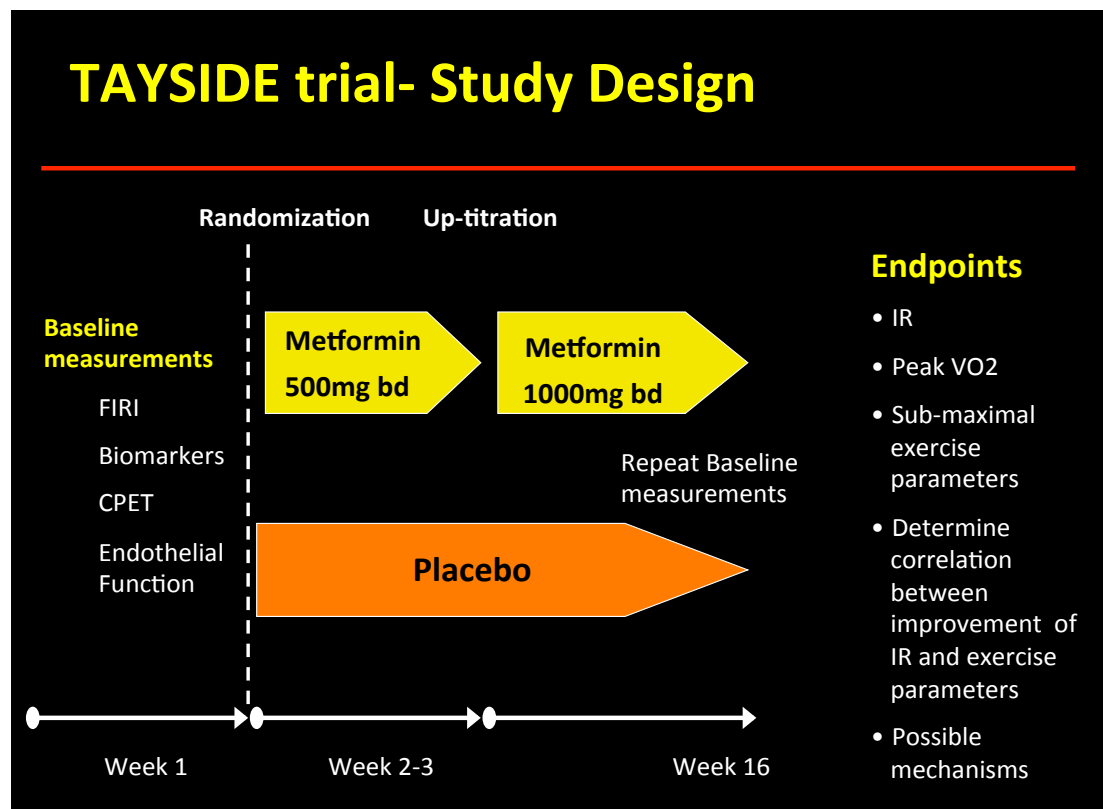 TAYSIDE trial- Study Design
Randomization
Up-titration
Baseline
measurements
FIRI
Biomarkers
CPET
Endothelial
Function
Metformin
500mg bd
Metformin
1000mg bd
Repeat Baseline
measurements
Placebo
Week 1
Week 2-3
Week 16
Endpoints
• IR
• Peak VO2
• Sub-maximal
exercise
parameters
• Determine
correlation
between
improvement of
IR and exercise
parameters
• Possible
mechanisms